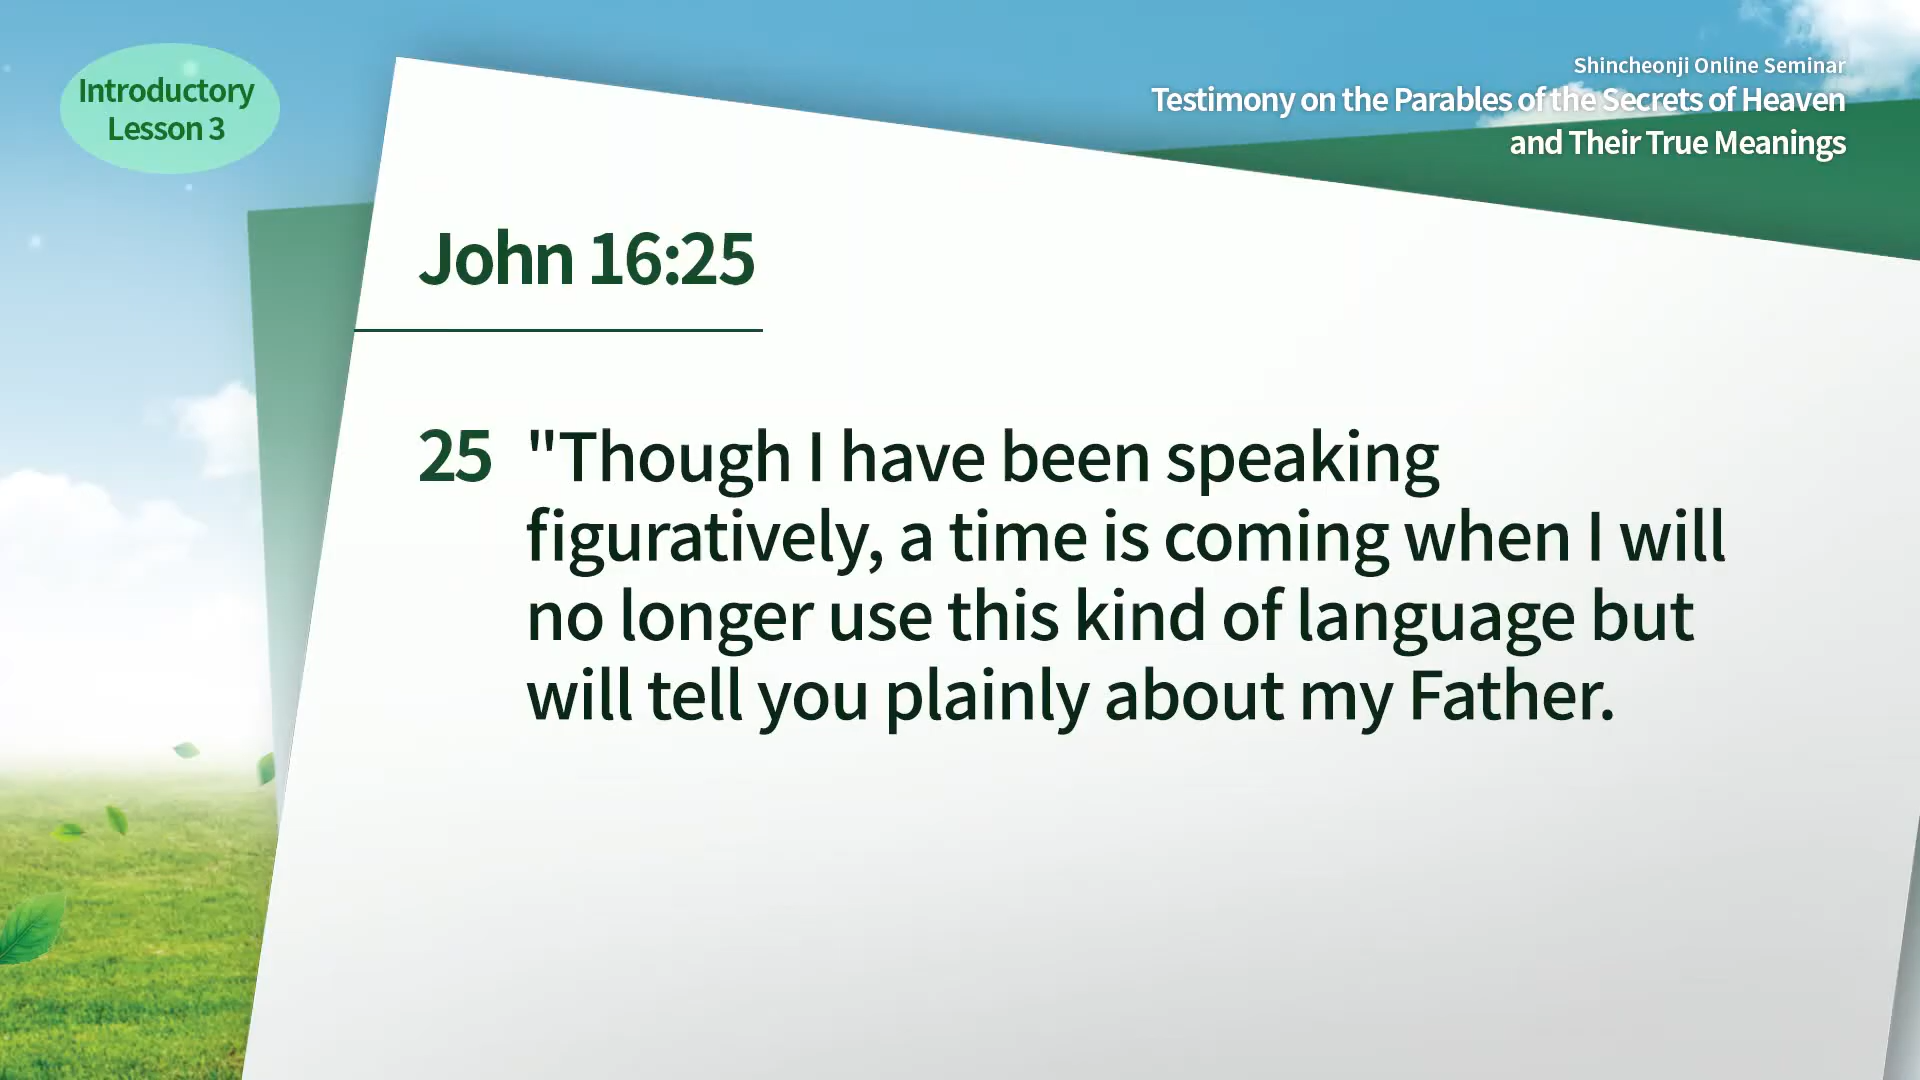 Introductory
Lesson 3
Shincheonji Online Seminar
Testimony on the Parables of the Secrets of Heaven
and Their True Meanings
John 16:25
25 "Though I have been speaking
figuratively, a time is coming when I will
no longer use this kind of language but
will tell you plainly about my Father.